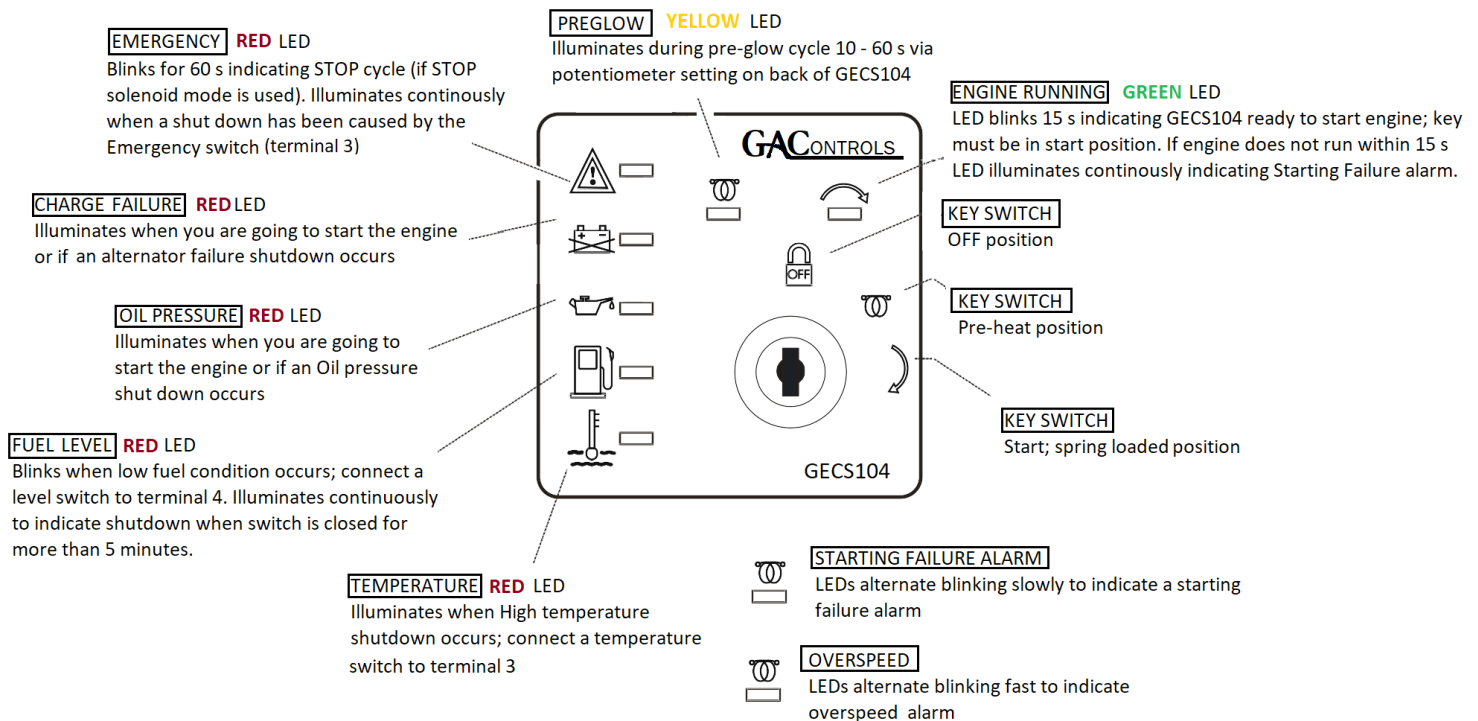 EMERGENCY RED LED
Blinks for 60 s indicating STOP cycle (if STOP
solenoid mode is used). Illuminates continously
when a shut down has been caused by the
Emergency switch (terminal 3)
CHARGE FAILURE RED LED
Illuminates when you are going to start the engine
or if an alternator failure shutdown occurs
OIL PRESSURE RED LED
Illuminates when you are going to
start the engine or if an Oil pressure
shut down occurs
FUEL LEVEL RED LED
Blinks when low fuel condition occurs; connect a
level switch to terminal 4. Illuminates continuously
to indicate shutdown when switch is closed for
more than 5 minutes.
TEMPERATURE RED LED
Illuminates when High temperature
shutdown occurs; connect a temperature
switch to terminal 3
PREGLOW YELLOW LED
Illuminates during pre-glow cycle 10 - 60 s via
potentiometer setting on back of GECS104
GAControls
OFF
GECS104
ENGINE RUNNING GREEN LED
LED blinks 15 s indicating GECS104 ready to start engine; key
must be in start position. If engine does not run within 15 s
LED illuminates continously indicating Starting Failure alarm.
KEY SWITCH
OFF position
KEY SWITCH
Pre-heat position
KEY SWITCH
Start; spring loaded position
STARTING FAILURE ALARM
LEDs alternate blinking slowly to indicate a starting
failure alarm
OVERSPEED
LEDs alternate blinking fast to indicate
overspeed alarm